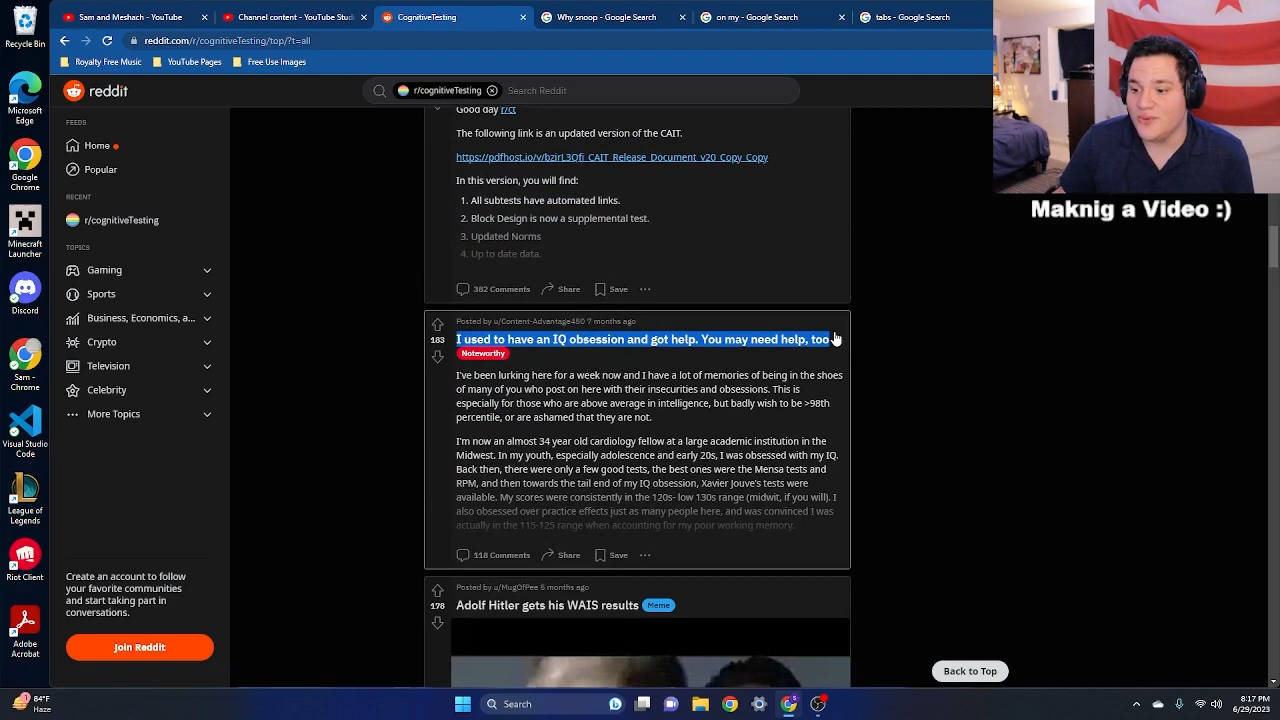 Recycle Bin
Microsoft Edge
Google Chrome
Minecraft Launcher
Discord
Sam - Chrome
Visual Studio Code
League of Legends
Riot Client
Adobe Acrobat
Sam and Mashach - YouTube
Channel content - YouTube Stud
CognitiveTesting
Why snoop - Google Search
on my - Google Search
tabs - Google Search
reddit.com/r/cognitiveTesting/top/?t=all
Royalty Free Music
YouTube Pages
Free Use Images
reddit
r/cognitiveTesting
Search Reddit
FEEDS
Home
Popular
RECENT
r/cognitiveTesting
TOPICS
Gaming
Sports
Business, Economics, a...
Crypto
Television
Celebrity
More Topics
Create an account to follow
your favorite communities
and start taking part in
conversations.
Join Reddit
Good day r/ct
The following link is an updated version of the CAIT.
https://pdfhost.io/v/bzirL3Qfi_CAIT_Release_Document_v20_Copy_Copy
In this version, you will find:
1. All subtests have automated links.
2. Block Design is now a supplemental test.
3. Updated Norms
4. Up to date data.
382 Comments Share Save ...
Posted by u/Content-Advantage480 7 months ago
183
I used to have an IQ obsession and got help. You may need help, too
Noteworthy
I've been lurking here for a week now and I have a lot of memories of being in the shoes
of many of you who post on here with their insecurities and obessions. This is
especially for those who are above average in intelligence, but badly wish to be >98th
percentile, or are ashamed that they are not.
I'm now an almost 34 year old cardiology fellow at a large academic institution in the
Midwest. In my youth, especially adolescence and early 20s, I was obsessed with my IQ.
Back then, there were only a few good tests, the best ones were the Mensa tests and
RPM, and then towards the tail end of my IQ obsession, Xavier Jouve's tests were
available. My scores were consistently in the 120s- low 130s range (midwit, if you will). I
also obsessed over practice effects just as many people here, and was convinced I was
actually in the 115-125 range when accounting for my poor working memory.
118 Comments Share Save ...
Posted by u/MugOfPee 5 months ago
178
Adolf Hitler gets his WAIS results Meme
Back to Top
Maknig a Video :)
84°F
Search
8:17 PM
6/29/2023